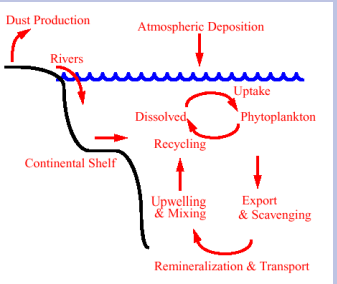 Dust Production
Atmospheric Deposition
Rivers
Uptake
Dissolved
Phytoplankton
Recycling
Continental Shelf
Upwelling
& Mixing
Export
& Scavenging
Remineralization & Transport